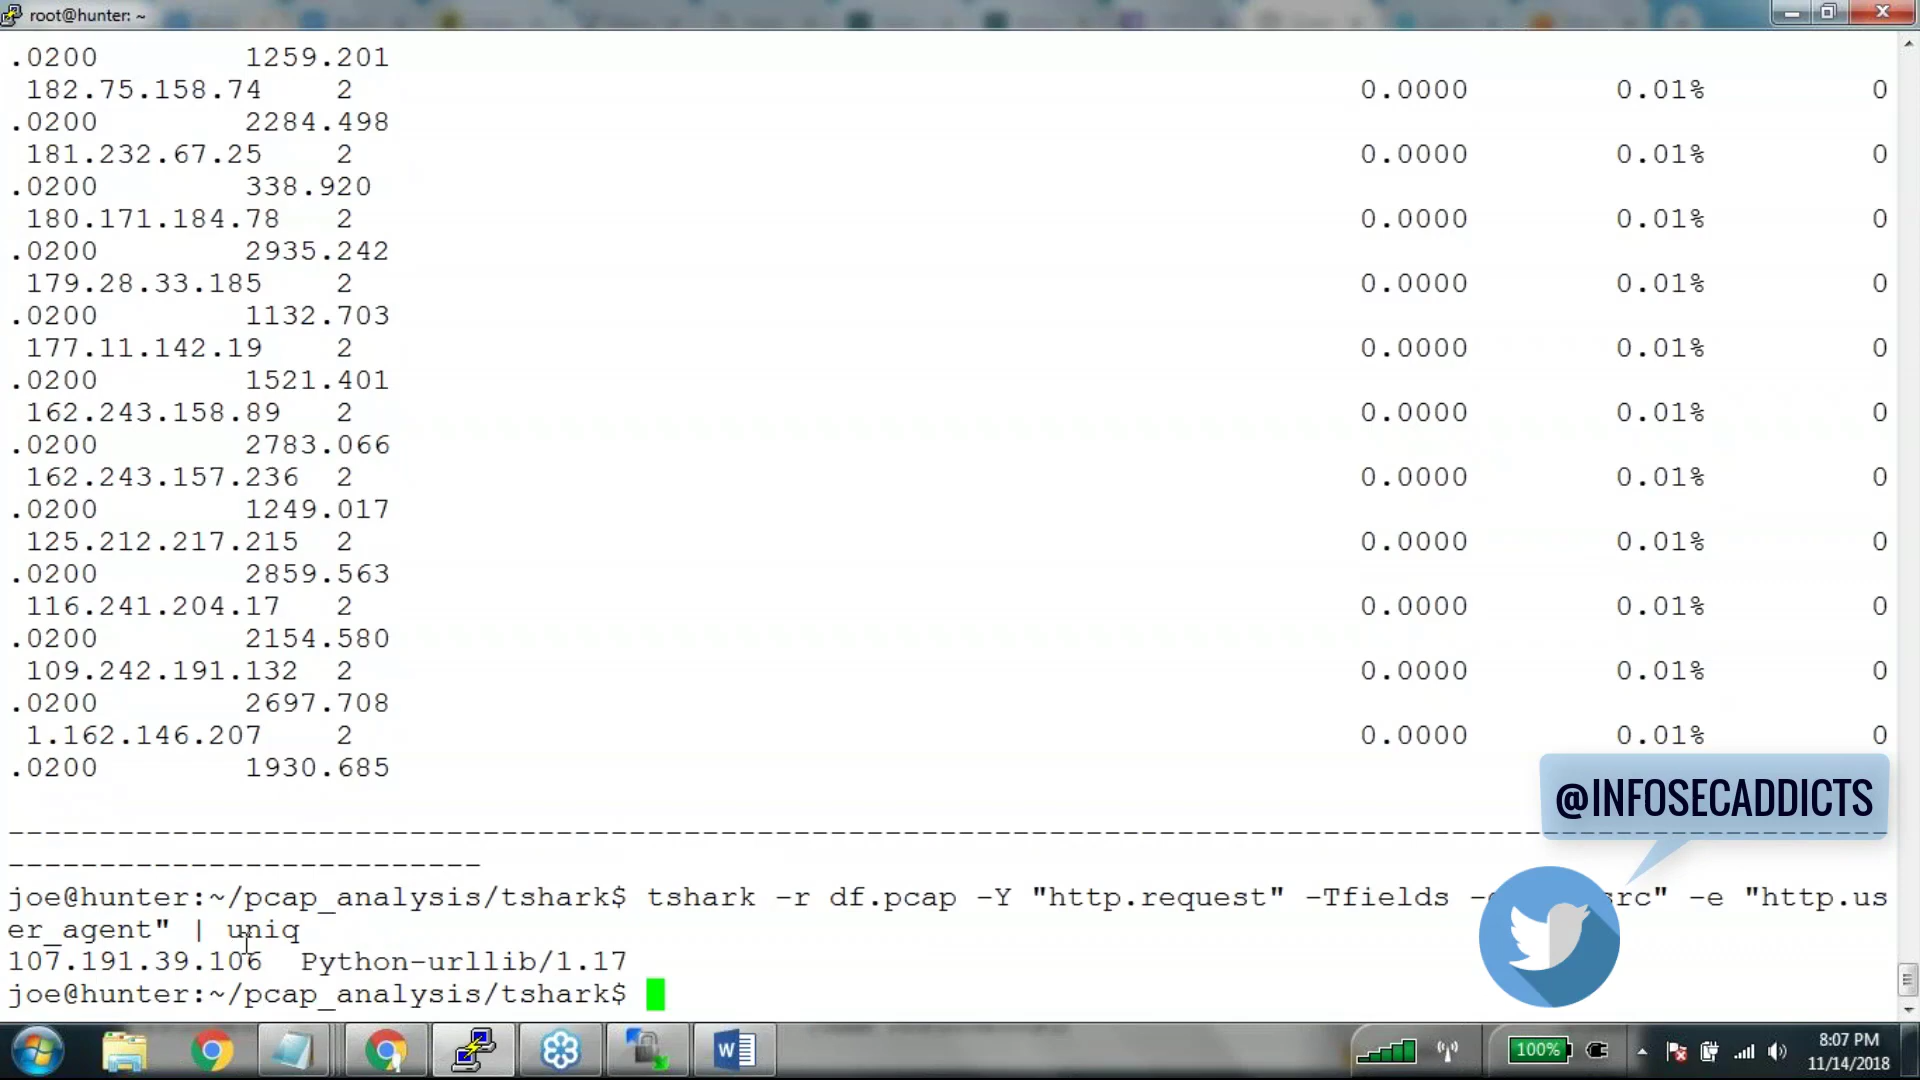 root@hunter: ~
.0200 1259.201
182.75.158.74 2 0.0000 0.01% 0
.0200 2284.498
181.232.67.25 2 0.0000 0.01% 0
.0200 338.920
180.171.184.78 2 0.0000 0.01% 0
.0200 2935.242
179.28.33.185 2 0.0000 0.01% 0
.0200 1132.703
177.11.142.19 2 0.0000 0.01% 0
.0200 1521.401
162.243.158.89 2 0.0000 0.01% 0
.0200 2783.066
162.243.157.236 2 0.0000 0.01% 0
.0200 1249.017
125.212.217.215 2 0.0000 0.01% 0
.0200 2859.563
116.241.204.17 2 0.0000 0.01% 0
.0200 2154.580
109.242.191.132 2 0.0000 0.01% 0
.0200 2697.708
1.162.146.207 2 0.0000 0.01% 0
.0200 1930.685
@INFOSECADDICTS
-------------------------------------------------------------------------------------------------------
--------------------------
joe@hunter:~/pcap_analysis/tshark$ tshark -r df.pcap -Y "http.request" -Tfields - src" -e "http.us
er_agent" | uniq
107.191.39.106 Python-urllib/1.17
joe@hunter:~/pcap_analysis/tshark$
100%
8:07 PM
11/14/2018